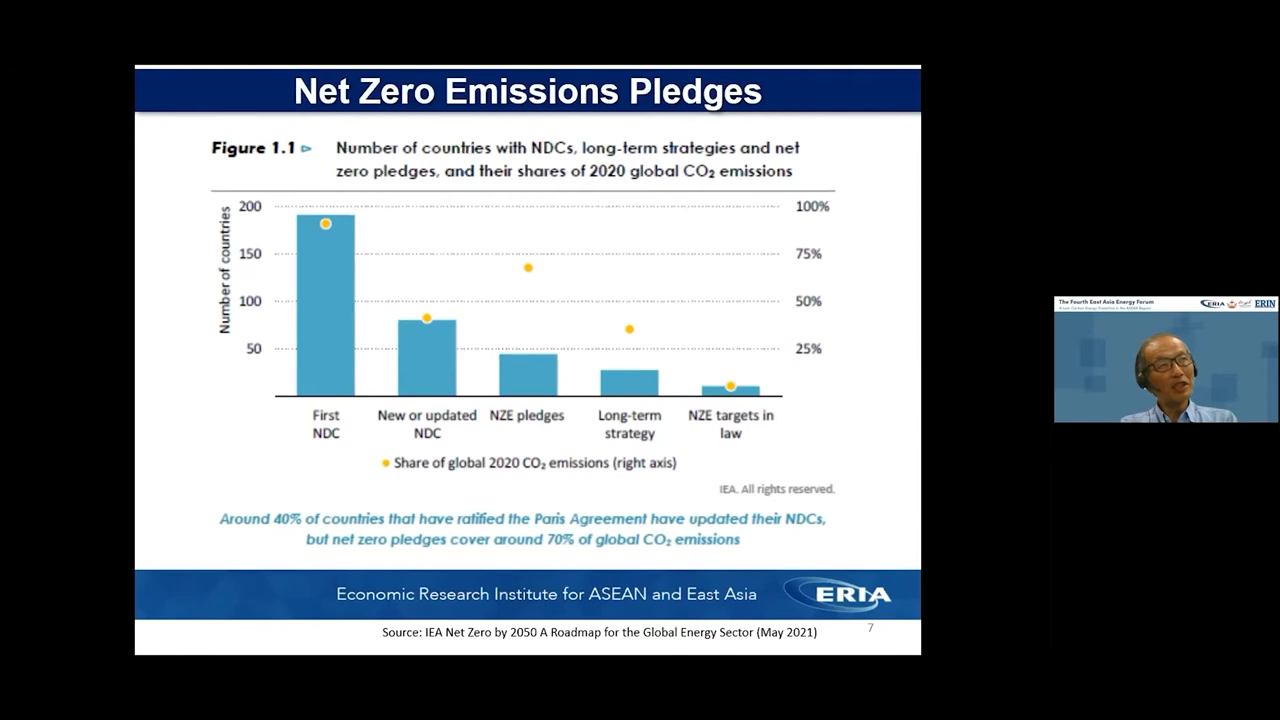 Net Zero Emissions Pledges
Figure 1.1 ▷ Number of countries with NDCs, long-term strategies and net
zero pledges, and their shares of 2020 global CO₂ emissions
Number of countries
200
150
100
50
100%
75%
50%
25%
First
NDC
New or updated
NDC
NZE pledges
Long-term
strategy
NZE targets in
law
Share of global 2020 CO₂ emissions (right axis)
IEA. All rights reserved.
Around 40% of countries that have ratified the Paris Agreement have updated their NDCs,
but net zero pledges cover around 70% of global CO₂ emissions
Economic Research Institute for ASEAN and East Asia
ERIA
Source: IEA Net Zero by 2050 A Roadmap for the Global Energy Sector (May 2021)
7
The Fourth East Asia Energy Forum
ERIA
ERIN